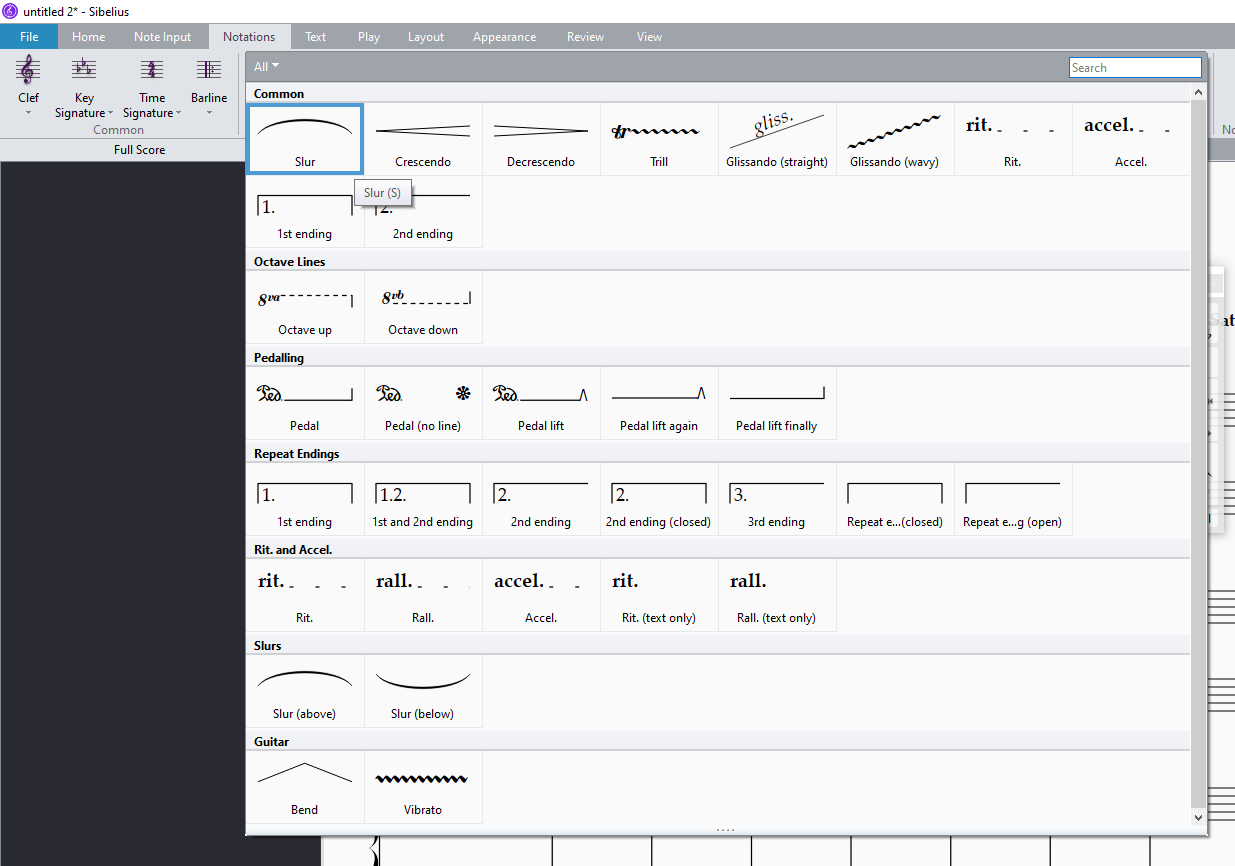 untitled 2* - Sibelius
File Home Note Input Notations Text Play Layout Appearance Review View
All Search
Clef Key Signature Time Signature Barline
Common
Full Score
Common
gliss. rit. accel.
Slur Crescendo Decrescendo Trill Glissando (straight) Glissando (wavy) Rit. Accel.
Slur (S)
1. 2.
1st ending 2nd ending
Octave Lines
8va 8vb
Octave up Octave down
Pedalling
Pedal Pedal (no line) Pedal lift Pedal lift again Pedal lift finally
Repeat Endings
1. 1.2. 2. 2. 3.
1st ending 1st and 2nd ending 2nd ending 2nd ending (closed) 3rd ending Repeat e...(closed) Repeat e...g (open)
Rit. and Accel.
rit. rall. accel. rit. rall.
Rit. Rall. Accel. Rit. (text only) Rall. (text only)
Slurs
Slur (above) Slur (below)
Guitar
Bend Vibrato